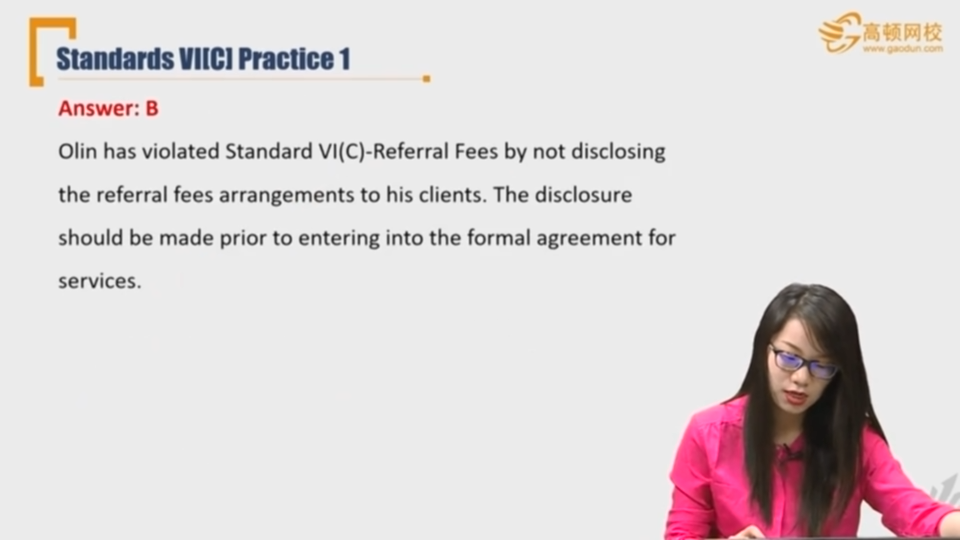 Standards VI[C] Practice 1
高顿网校
www.gaodun.com
Answer: B
Olin has violated Standard VI(C)-Referral Fees by not disclosing
the referral fees arrangements to his clients. The disclosure
should be made prior to entering into the formal agreement for
services.